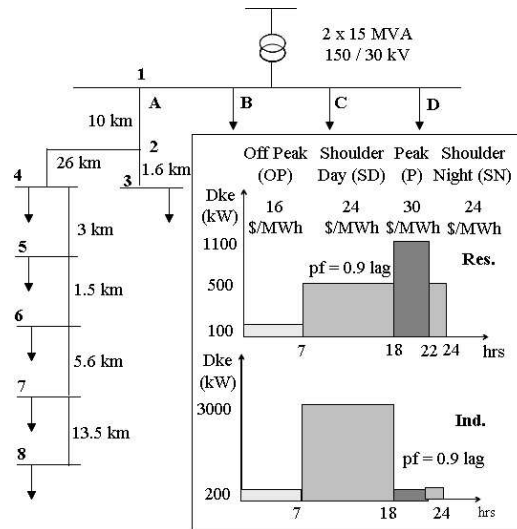 2 x 15 MVA
150 / 30 kV
1
A
B
C
D
10 km
2
26 km
1.6 km
4
3
3 km
5
1.5 km
6
5.6 km
7
13.5 km
8
Off Peak Shoulder Peak Shoulder
(OP) Day (SD) (P) Night (SN)
Dke
(kW)
16 24 30 24
$/MWh $/MWh $/MWh $/MWh
1100
pf = 0.9 lag
Res.
500
100
7 18 22 24 hrs
Dke
(kW)
3000
Ind.
pf = 0.9 lag
200
7 18 22 24 hrs